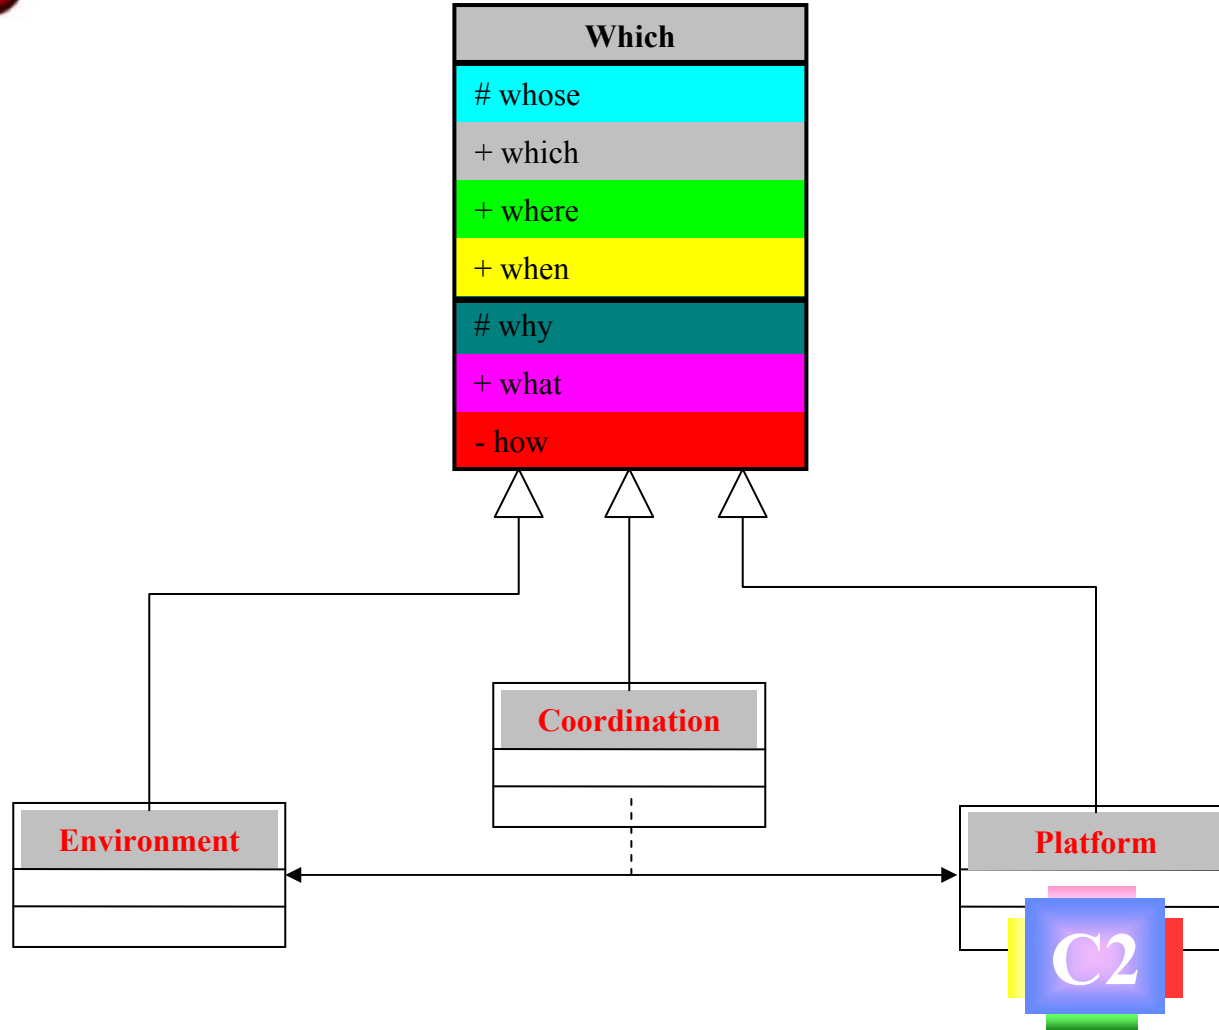 Which
# whose
+ which
+ where
+ when
# why
+ what
- how
Coordination
Environment
Platform
C2